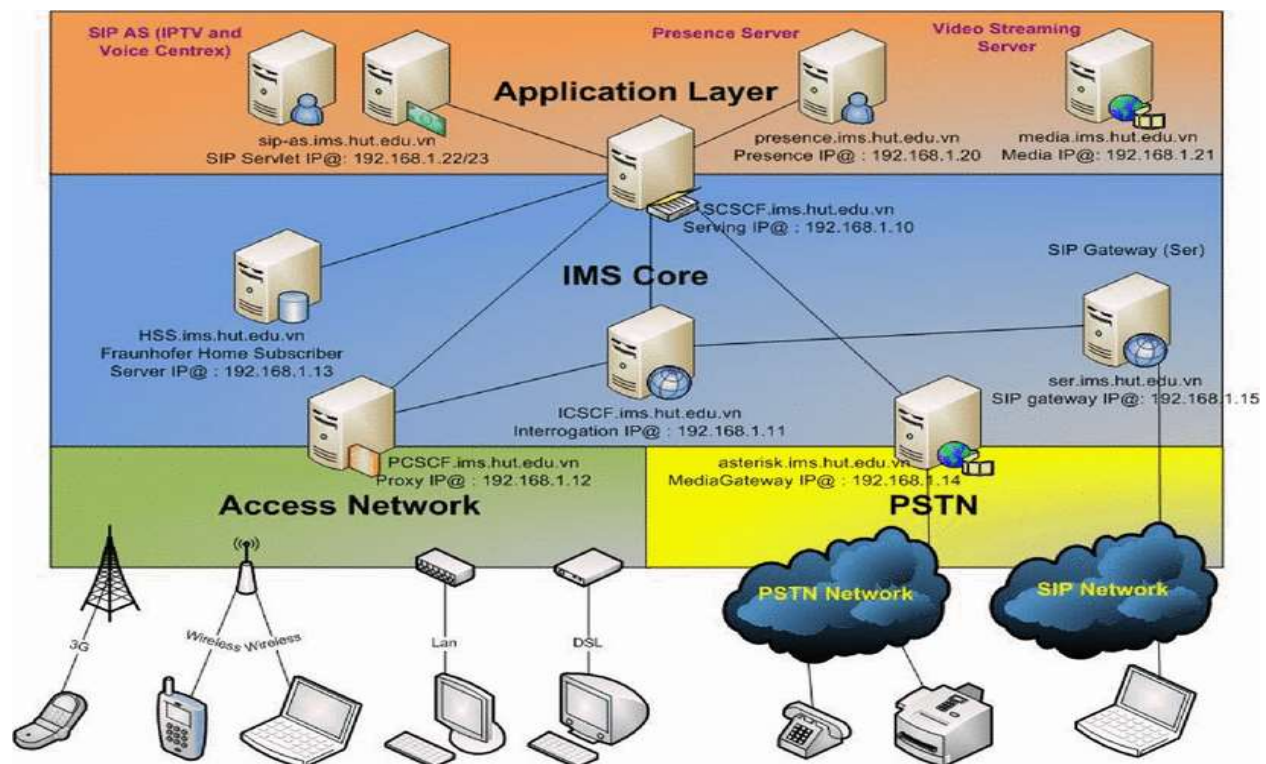 SIP AS (IPTV and
Voice Centrex)
Presence Server
Video Streaming
Server
Application Layer
sip-as.ims.hut.edu.vn
SIP Servlet IP@: 192.168.1.22/23
presence.ims.hut.edu.vn
Presence IP@ : 192.168.1.20
media.ims.hut.edu.vn
Media IP@: 192.168.1.21
SCSCF.ims.hut.edu.vn
Serving IP@ : 192.168.1.10
SIP Gateway (Ser)
IMS Core
HSS.ims.hut.edu.vn
Fraunhofer Home Subscriber
Server IP@ : 192.168.1.13
ICSCF.ims.hut.edu.vn
Interrogation IP@ : 192.168.1.11
ser.ims.hut.edu.vn
SIP gateway IP@: 192.168.1.15
PCSCF.ims.hut.edu.vn
Proxy IP@ : 192.168.1.12
asterisk.ims.hut.edu.vn
MediaGateway IP@ : 192.168.1.14
Access Network
PSTN
PSTN Network
SIP Network
3G
Wireless
Wireless
Lan
DSL